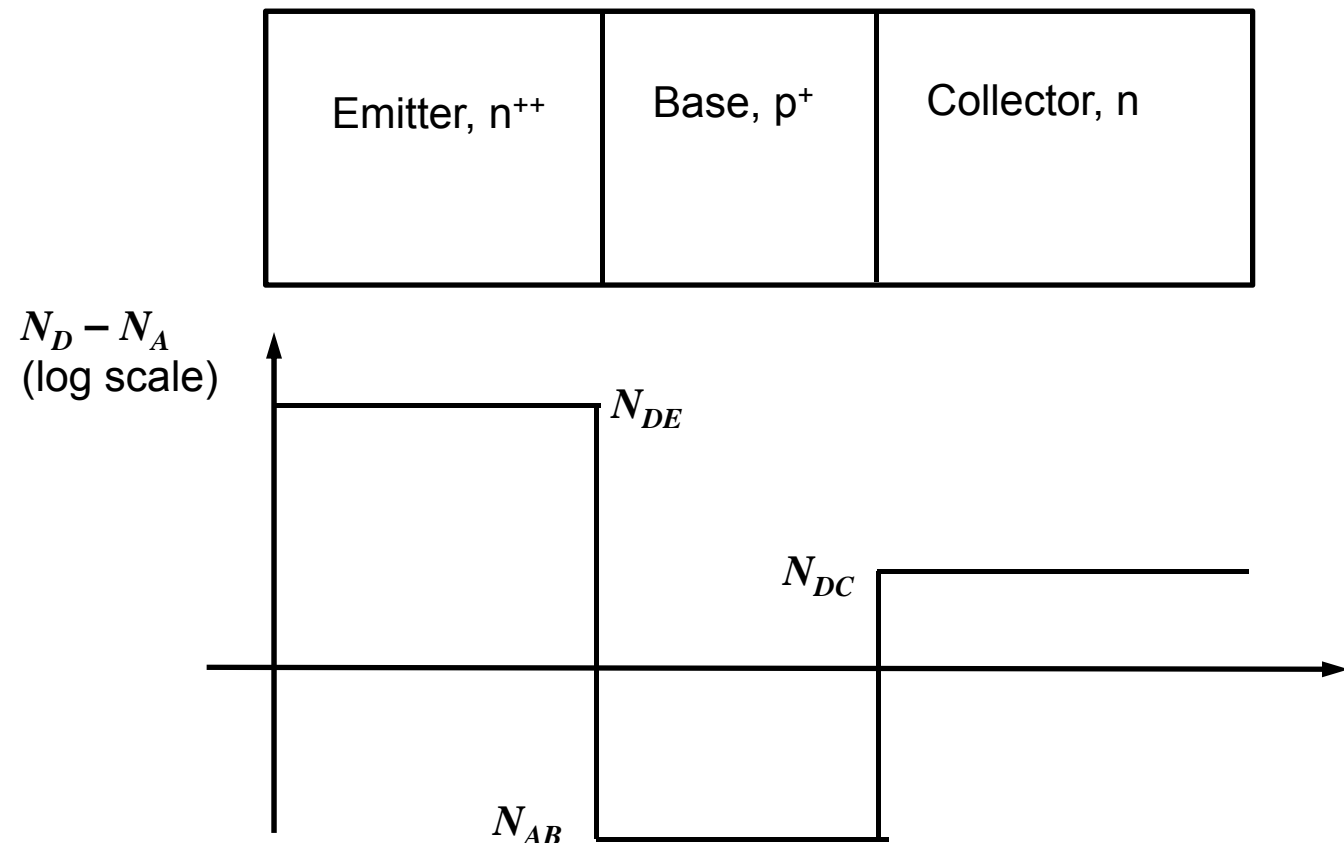 Emitter, n⁺⁺
Base, p⁺
Collector, n
N_D – N_A
(log scale)
N_DE
N_DC
N_AB